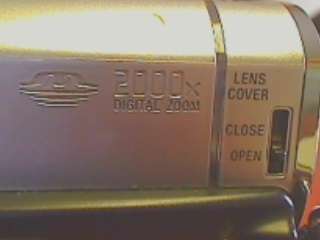 2000x
DIGITAL ZOOM
LENS
COVER
CLOSE
OPEN